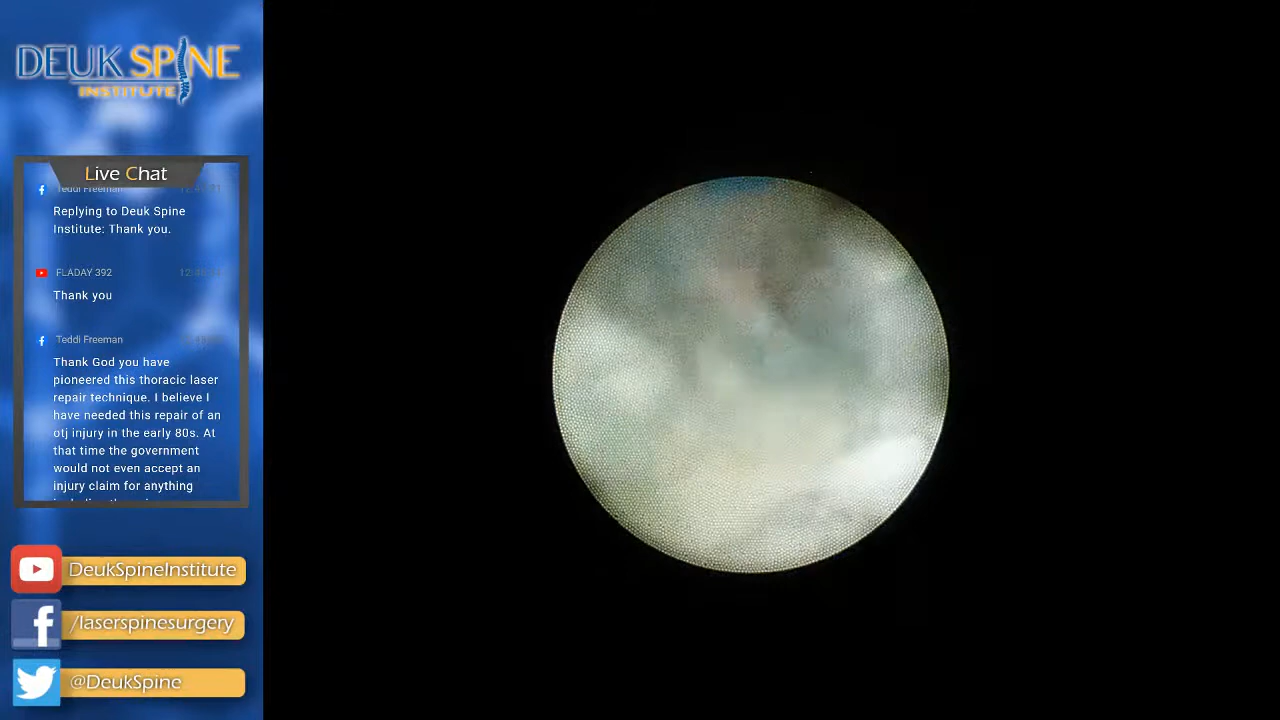 DEUK SPINE
INSTITUTE
Live Chat
Teddi Freeman
Replying to Deuk Spine
Institute: Thank you.
FLADAY 392
Thank you
Teddi Freeman
Thank God you have
pioneered this thoracic laser
repair technique. I believe I
have needed this repair of an
otj injury in the early 80s. At
that time the government
would not even accept an
injury claim for anything
DeukSpineInstitute
/laserspinesurgery
@DeukSpine